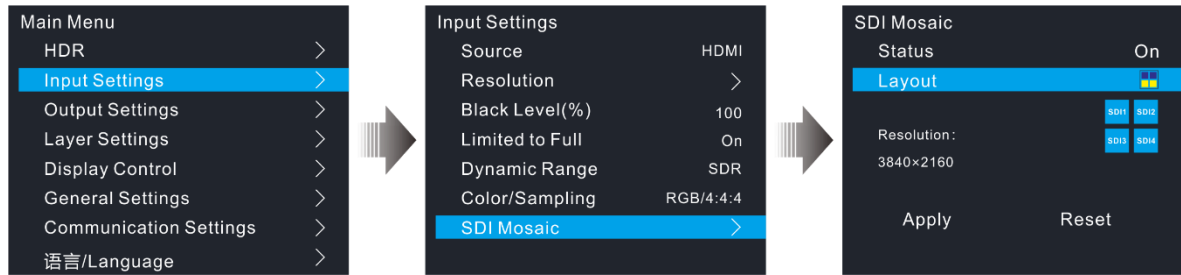 Main Menu
HDR
Input Settings
Output Settings
Layer Settings
Display Control
General Settings
Communication Settings
语言/Language
Input Settings
Source HDMI
Resolution
Black Level(%) 100
Limited to Full On
Dynamic Range SDR
Color/Sampling RGB/4:4:4
SDI Mosaic
SDI Mosaic
Status On
Layout
SDI1 SDI2
Resolution:
SDI3 SDI4
3840×2160
Apply Reset